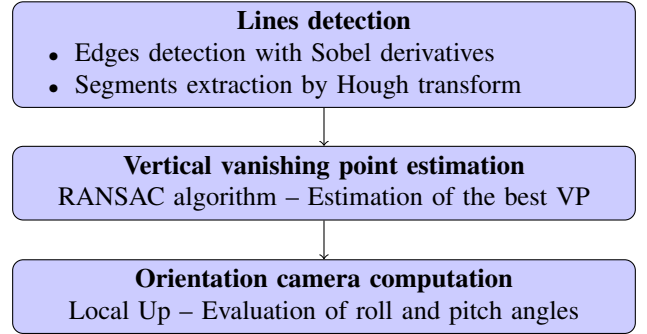 Lines detection
• Edges detection with Sobel derivatives
• Segments extraction by Hough transform
Vertical vanishing point estimation
RANSAC algorithm – Estimation of the best VP
Orientation camera computation
Local Up – Evaluation of roll and pitch angles